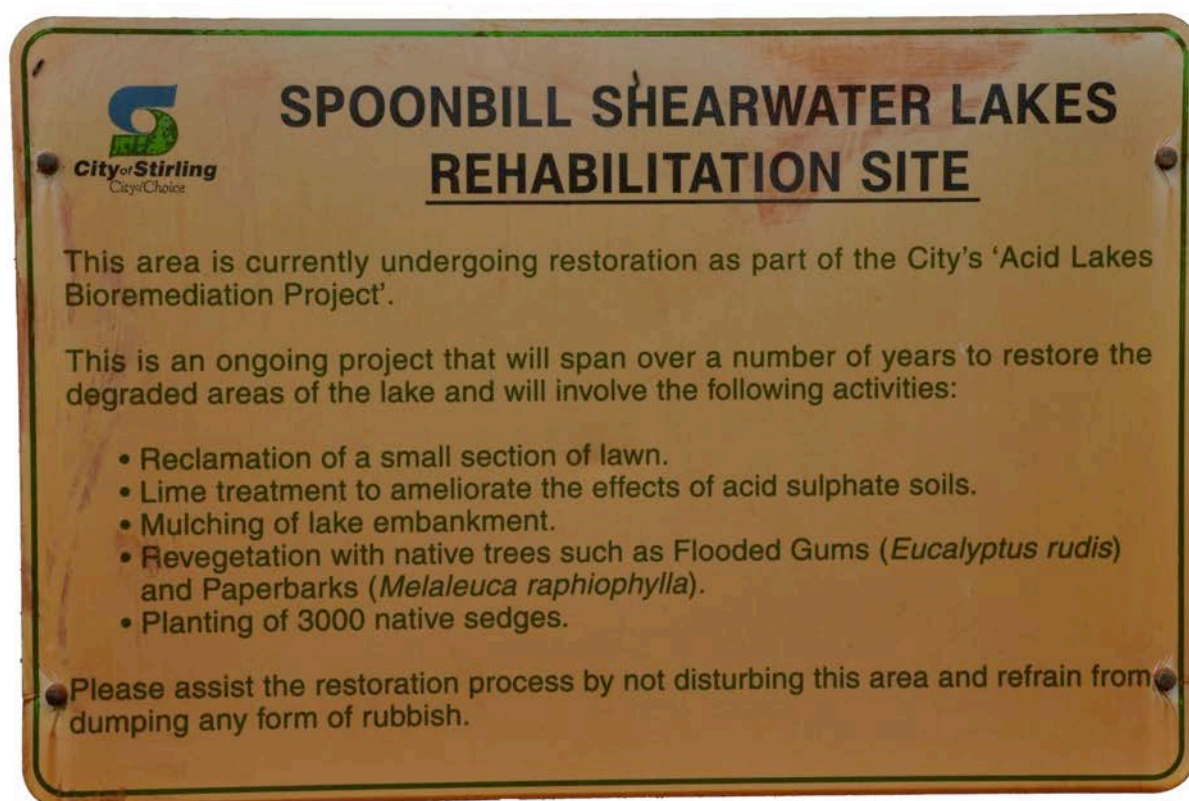 SPOONBILL SHEARWATER LAKES
REHABILITATION SITE
City of Stirling
City of Choice
This area is currently undergoing restoration as part of the City's 'Acid Lakes
Bioremediation Project'.
This is an ongoing project that will span over a number of years to restore the
degraded areas of the lake and will involve the following activities:
• Reclamation of a small section of lawn.
• Lime treatment to ameliorate the effects of acid sulphate soils.
• Mulching of lake embankment.
• Revegetation with native trees such as Flooded Gums (Eucalyptus rudis)
and Paperbarks (Melaleuca raphiophylla).
• Planting of 3000 native sedges.
Please assist the restoration process by not disturbing this area and refrain from
dumping any form of rubbish.